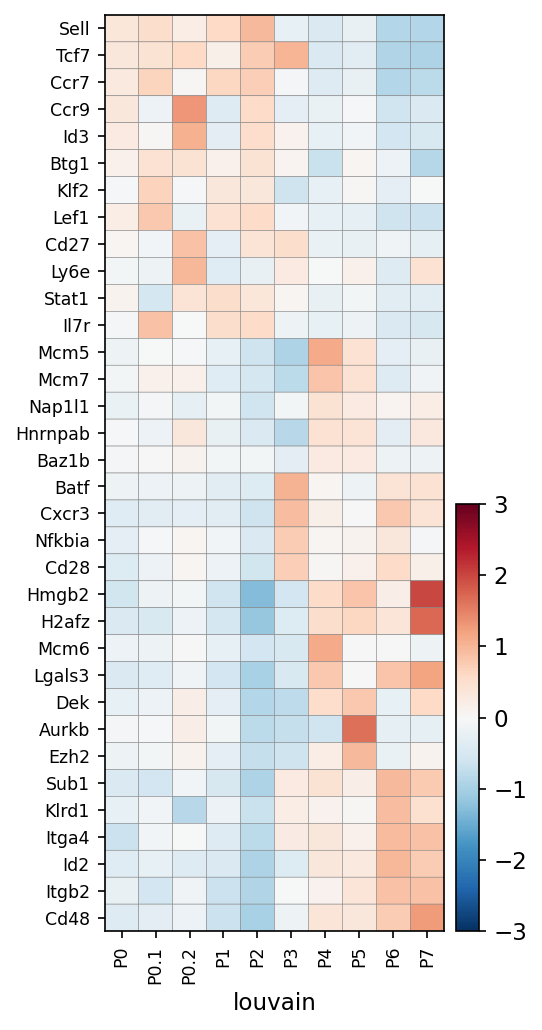 Sell
Tcf7
Ccr7
Ccr9
Id3
Btg1
Klf2
Lef1
Cd27
Ly6e
Stat1
Il7r
Mcm5
Mcm7
Nap1l1
Hnrnpab
Baz1b
Batf
Cxcr3
Nfkbia
Cd28
Hmgb2
H2afz
Mcm6
Lgals3
Dek
Aurkb
Ezh2
Sub1
Klrd1
Itga4
Id2
Itgb2
Cd48
3
2
1
0
−1
−2
−3
P0 P0.1 P0.2 P1 P2 P3 P4 P5 P6 P7
louvain